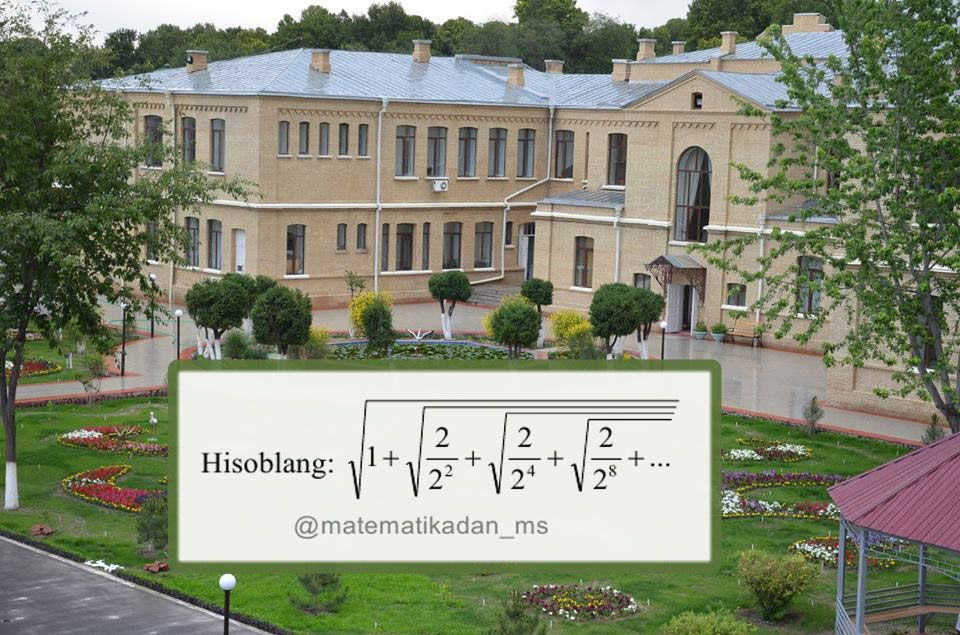 Hisoblang: √(1+√(2/2²+√(2/2⁴+√(2/2⁸+...
@matematikadan_ms